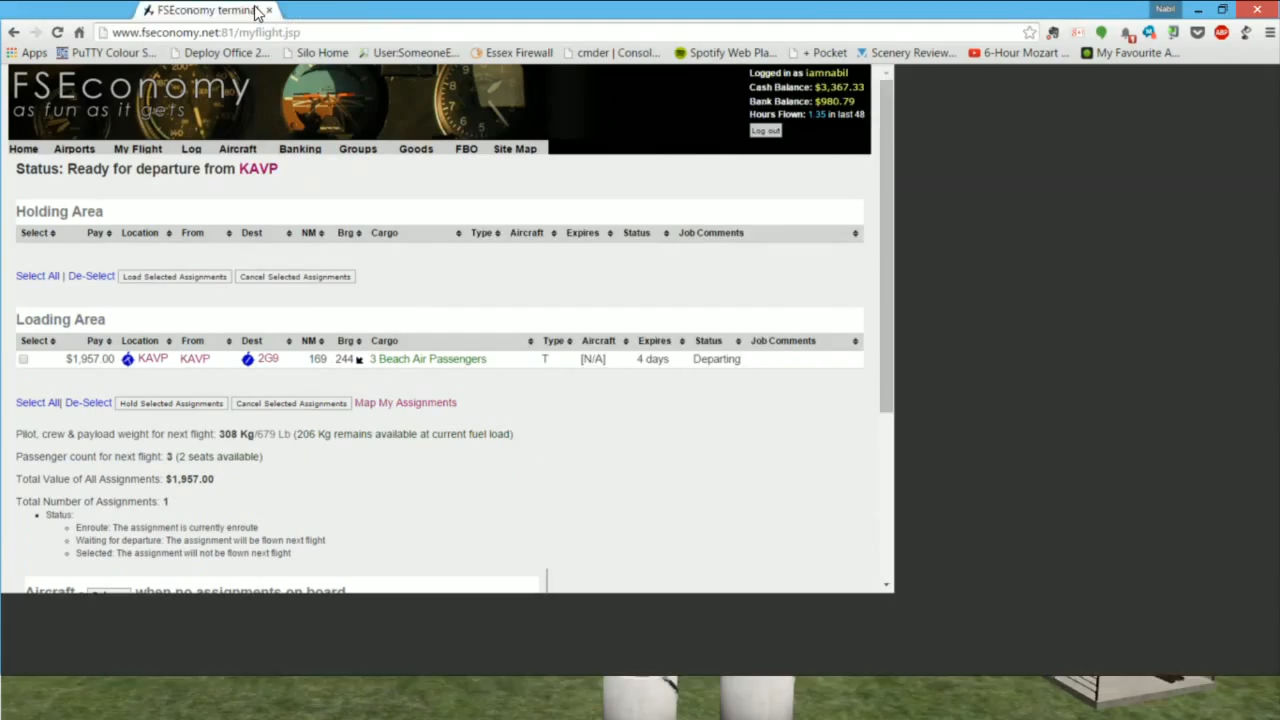 FSEconomy termina
Nabil
www.fseconomy.net:81/myflight.jsp
Apps PuTTY Colour S... Deploy Office 2... Silo Home User:SomeoneE... Essex Firewall cmder | Consol... Spotify Web Pla... + Pocket Scenery Review... 6-Hour Mozart ... My Favourite A...
FSEconomy
as fun as it gets
Logged in as iamnabil
Cash Balance: $3,367.33
Bank Balance: $980.79
Hours Flown: 1.35 in last 48
Log out
Home Airports My Flight Log Aircraft Banking Groups Goods FBO Site Map
Status: Ready for departure from KAVP
Holding Area
Select Pay Location From Dest NM Brg Cargo Type Aircraft Expires Status Job Comments
Select All | De-Select Load Selected Assignments Cancel Selected Assignments
Loading Area
Select Pay Location From Dest NM Brg Cargo Type Aircraft Expires Status Job Comments
$1,957.00 KAVP KAVP 2G9 169 244 3 Beach Air Passengers T [N/A] 4 days Departing
Select All| De-Select Hold Selected Assignments Cancel Selected Assignments Map My Assignments
Pilot, crew & payload weight for next flight: 308 Kg/679 Lb (206 Kg remains available at current fuel load)
Passenger count for next flight: 3 (2 seats available)
Total Value of All Assignments: $1,957.00
Total Number of Assignments: 1
Status:
Enroute: The assignment is currently enroute
Waiting for departure: The assignment will be flown next flight
Selected: The assignment will not be flown next flight
Aircraft - when no assignments on board